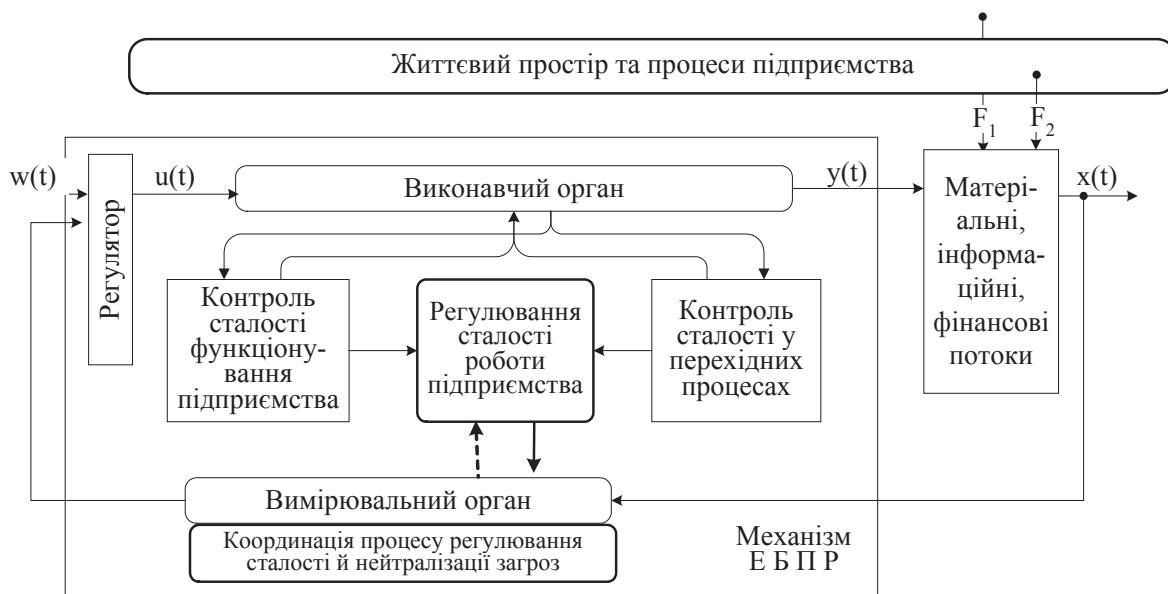 Життєвий простір та процеси підприємства
F₁
F₂
w(t)
Регулятор
u(t)
Виконавчий орган
y(t)
Матері-
альні,
інформа-
ційні,
фінансові
потоки
x(t)
Контроль
сталості
функціону-
вання
підприємства
Регулювання
сталості
роботи
підприємства
Контроль
сталості у
перехідних
процесах
Вимірювальний орган
Координація процесу регулювання
сталості й нейтралізації загроз
Механізм
Е Б П Р